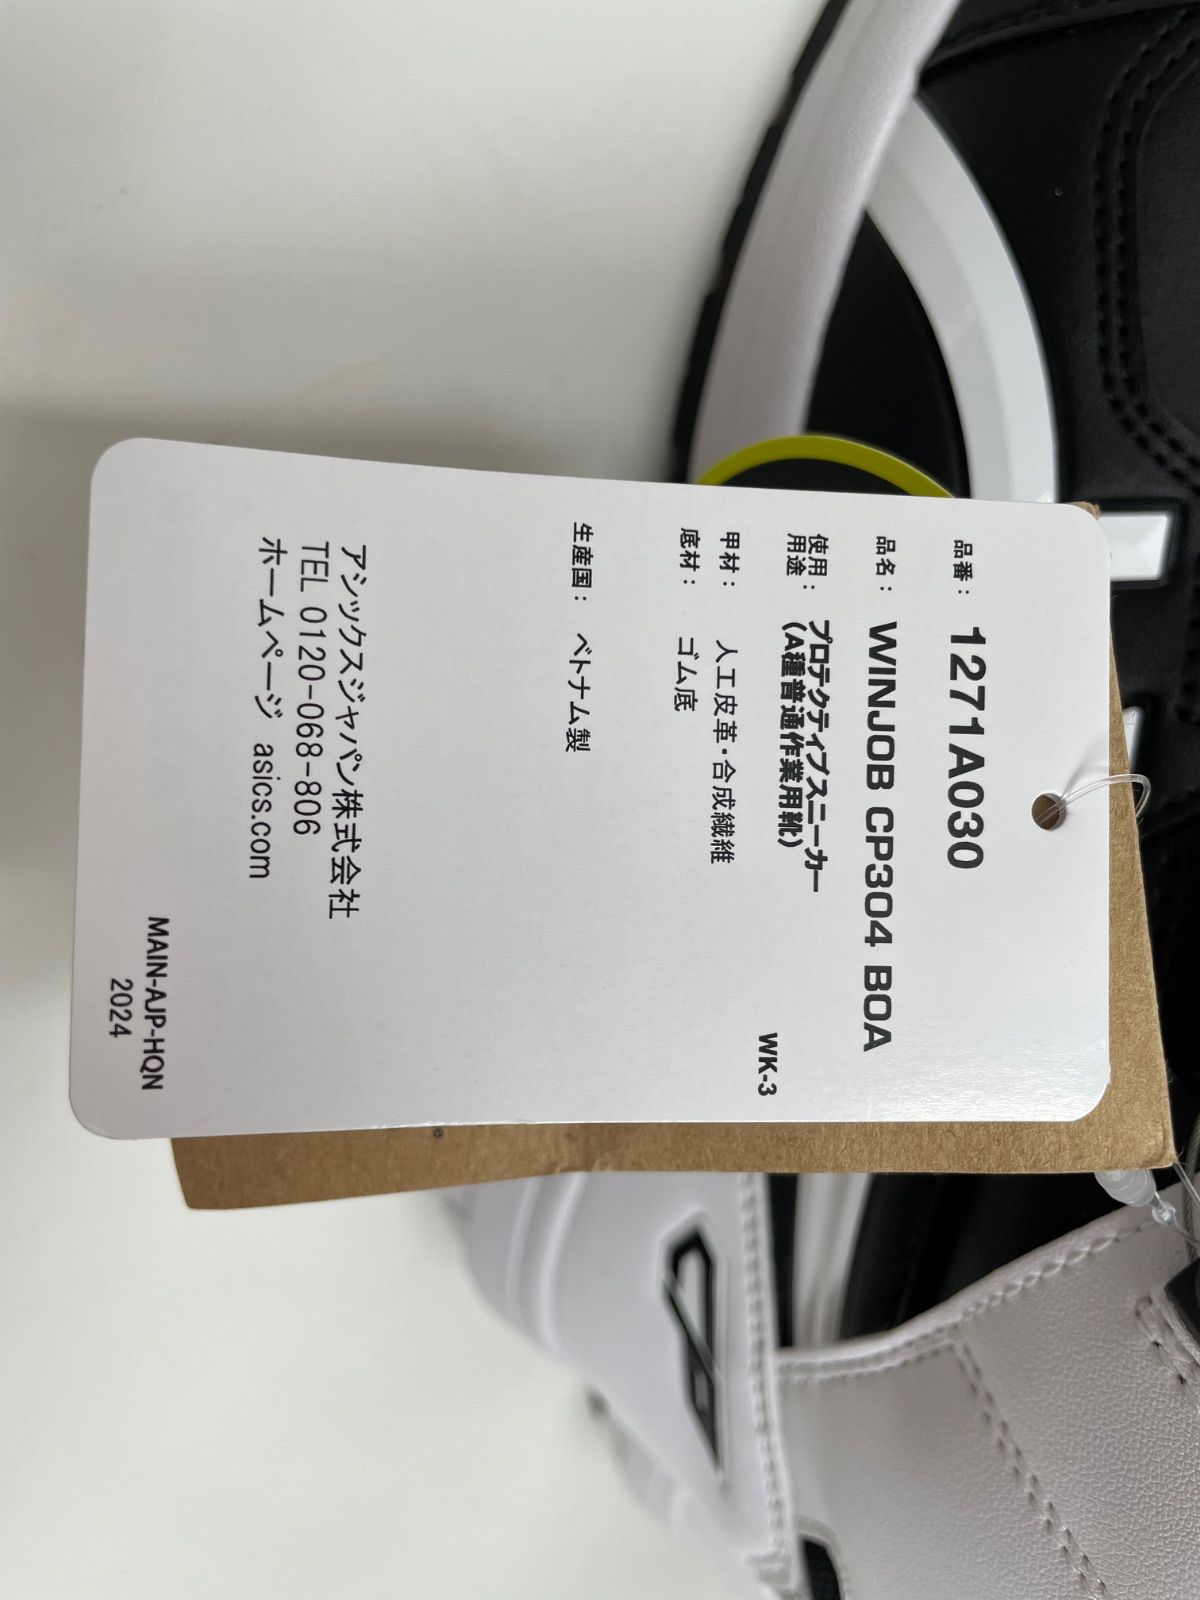 品番： 1271A030
品名： WINJOB CP304 BOA
使用
用途： プロテクティブスニーカー
（A種普通作業用靴）
WK-3
甲材： 人工皮革・合成繊維
底材： ゴム底
生産国： ベトナム製
アシックスジャパン株式会社
TEL 0120-068-806
ホームページ asics.com
MAIN-AJP-HQN
2024